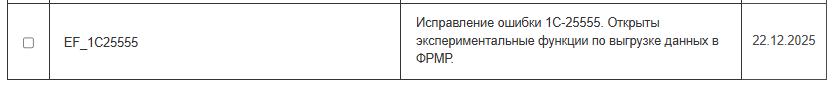 EF_1C25555
Исправление ошибки 1С-25555. Открыты
экспериментальные функции по выгрузке данных в
ФРМР.
22.12.2025